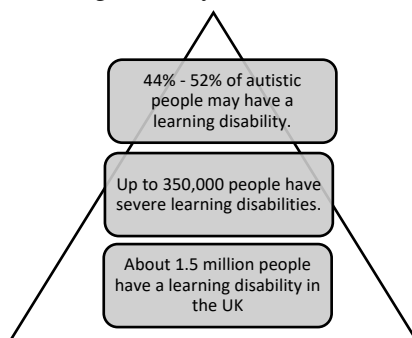 44% - 52% of autistic
people may have a
learning disability.
Up to 350,000 people have
severe learning disabilities.
About 1.5 million people
have a learning disability in
the UK